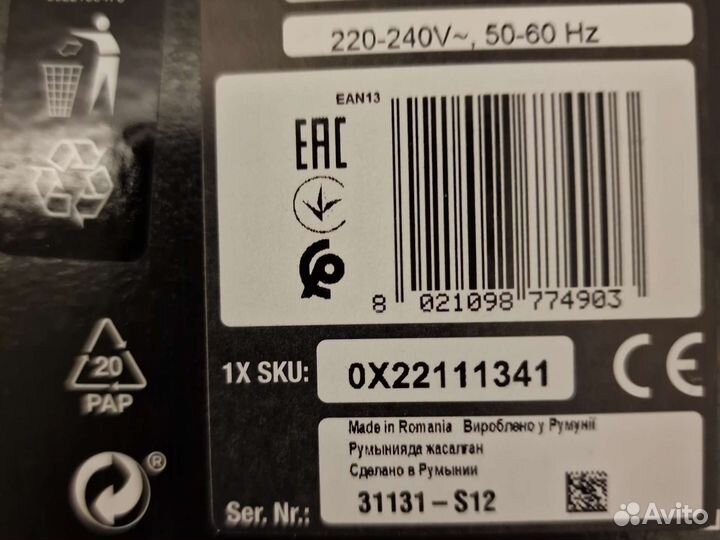 220-240V~, 50-60 Hz
EAN13
EAC
8 021098 774903
1X SKU: 0X22111341
CE
20
PAP
Made in Romania Вироблено у Румунії
Румынияда жасалған
Сделано в Румынии
Ser. Nr.: 31131-S12
®
Avito